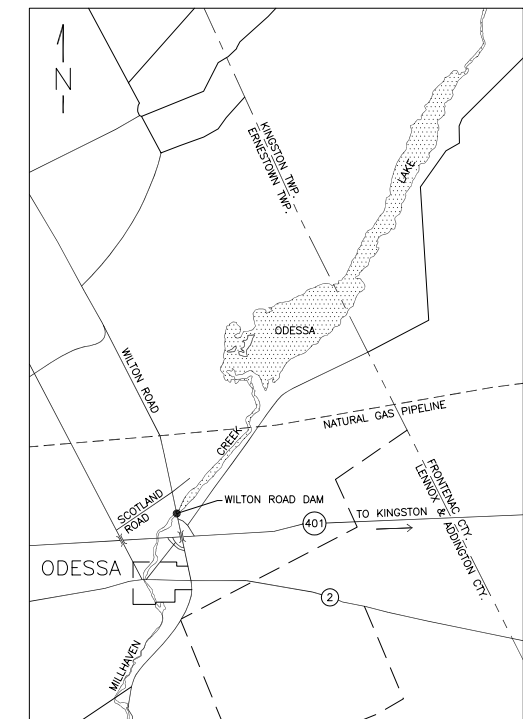 N
KINGSTON TWP.
ERNESTOWN TWP.
LAKE
ODESSA
WILTON ROAD
NATURAL GAS PIPELINE
CREEK
FRONTENAC CTY.
LENNOX & ADDINGTON CTY.
SCOTLAND
ROAD
WILTON ROAD DAM
401
TO KINGSTON
ODESSA
2
MILLHAVEN